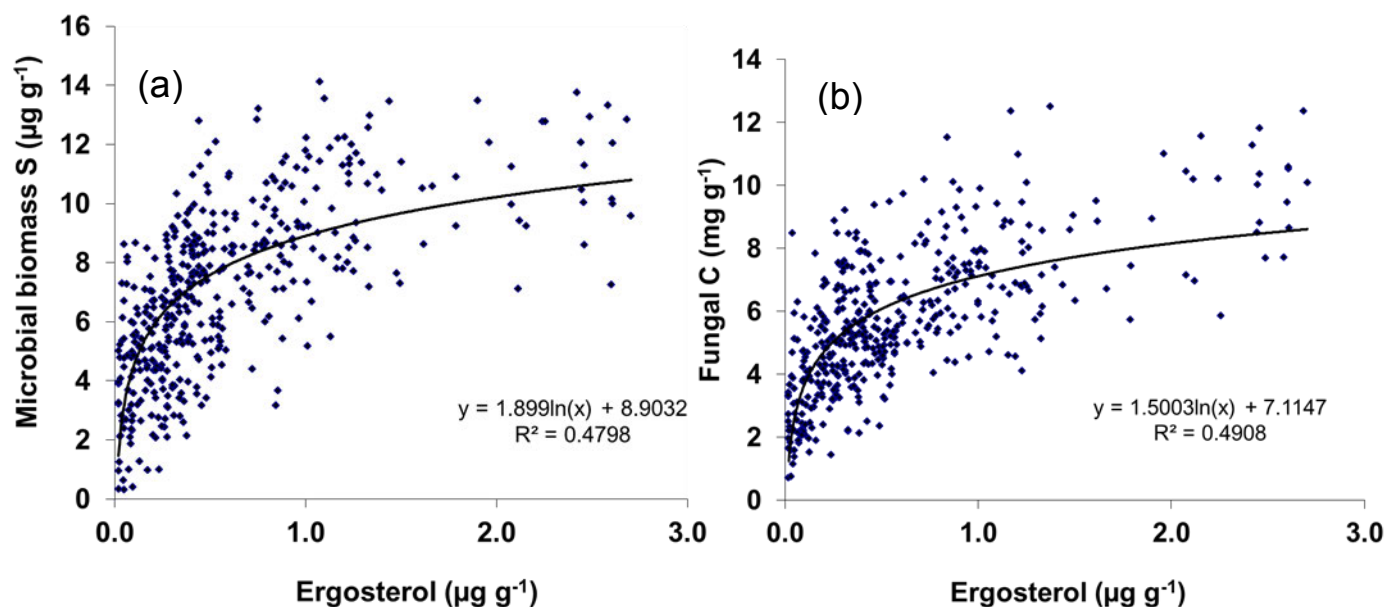 (a)
Microbial biomass S (µg g⁻¹)
16
14
12
10
8
6
4
2
0
y = 1.899ln(x) + 8.9032
R² = 0.4798
0.0 1.0 2.0 3.0
Ergosterol (µg g⁻¹)
(b)
Fungal C (mg g⁻¹)
14
12
10
8
6
4
2
0
y = 1.5003ln(x) + 7.1147
R² = 0.4908
0.0 1.0 2.0 3.0
Ergosterol (µg g⁻¹)